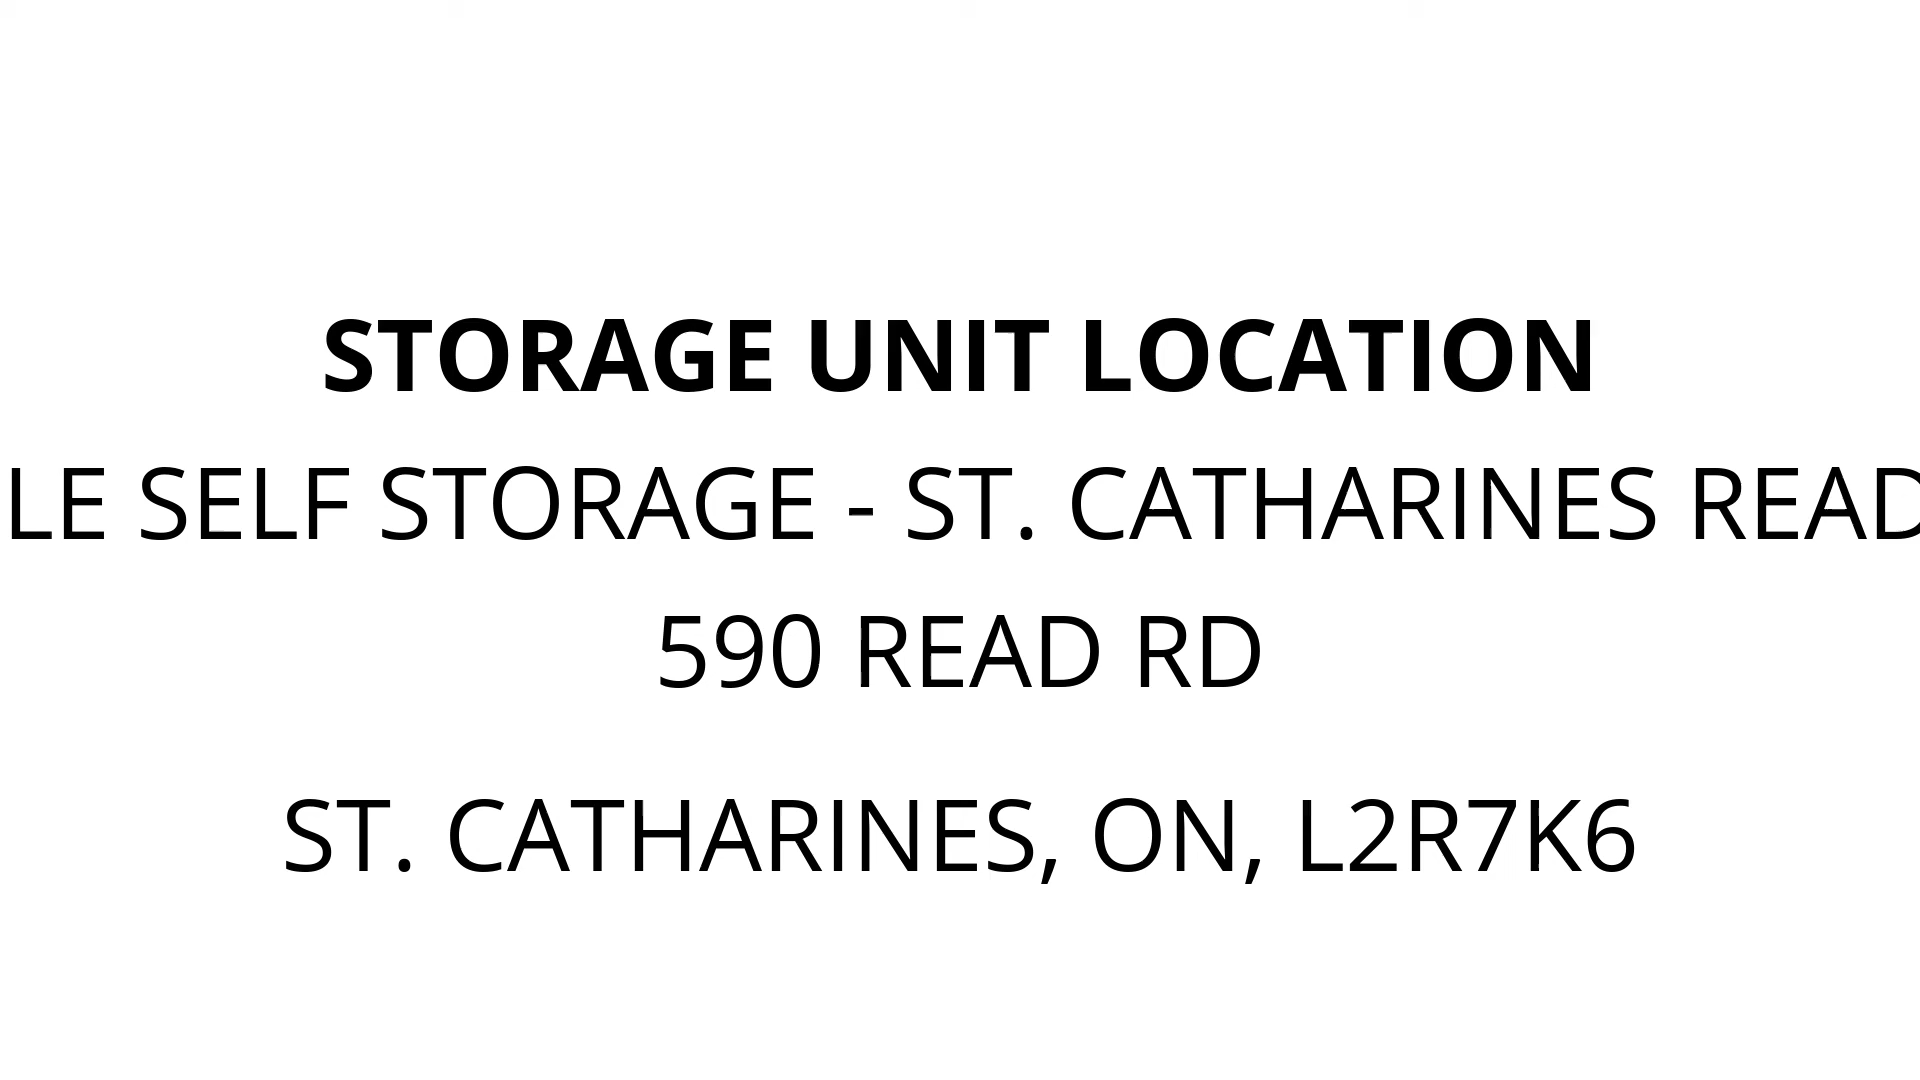 STORAGE UNIT LOCATION
LE SELF STORAGE - ST. CATHARINES READ
590 READ RD
ST. CATHARINES, ON, L2R7K6